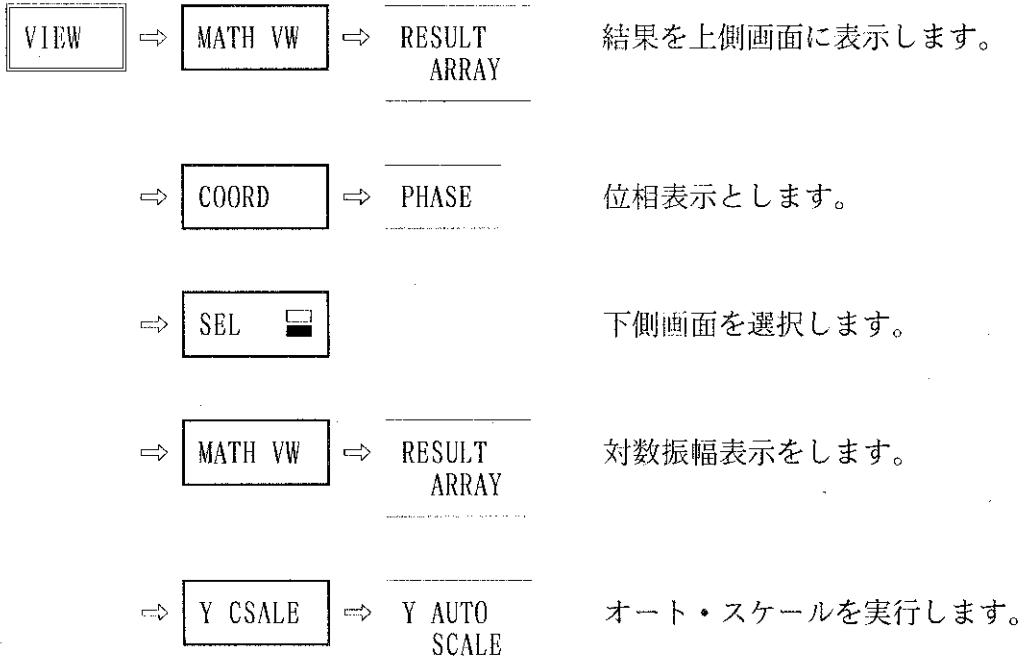 VIEW ⇨ MATH VW ⇨ RESULT ARRAY 結果を上側画面に表示します。
⇨ COORD ⇨ PHASE 位相表示とします。
⇨ SEL 下側画面を選択します。
⇨ MATH VW ⇨ RESULT ARRAY 対数振幅表示をします。
⇨ Y CSALE ⇨ Y AUTO SCALE オート・スケールを実行します。